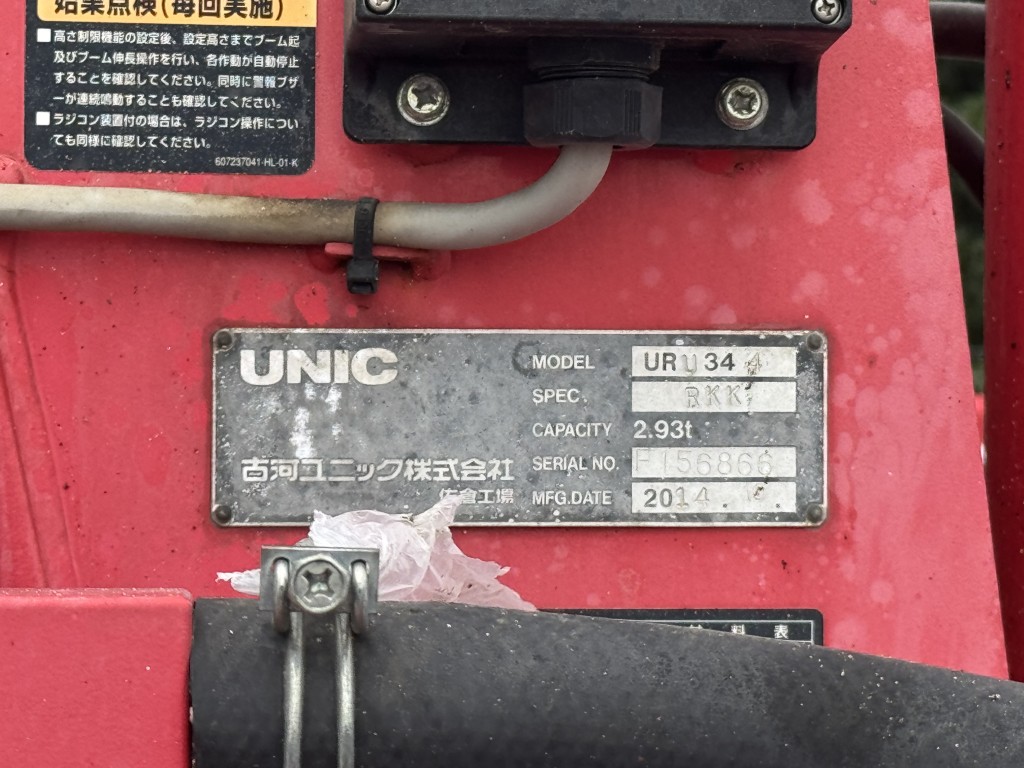 始業点検(毎回実施)
■高さ制限機能の設定後、設定高さまでブーム起
及びブーム伸長操作を行い、各作動が自動停止
することを確認してください。同時に警報ブザ
ーが連続鳴動することも確認してください。
■ラジコン装置付の場合は、ラジコン操作につい
ても同様に確認してください。
607237041-HL-01-K
UNIC
古河ユニック株式会社
佐倉工場
MODEL URU344
SPEC. RKK
CAPACITY 2.93t
SERIAL NO. F156866
MFG.DATE 2014 .
料表